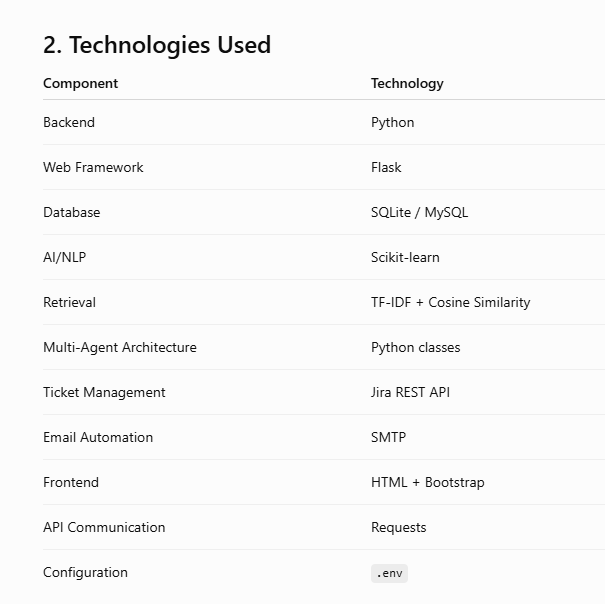 2. Technologies Used
Component Technology
Backend Python
Web Framework Flask
Database SQLite / MySQL
AI/NLP Scikit-learn
Retrieval TF-IDF + Cosine Similarity
Multi-Agent Architecture Python classes
Ticket Management Jira REST API
Email Automation SMTP
Frontend HTML + Bootstrap
API Communication Requests
Configuration .env